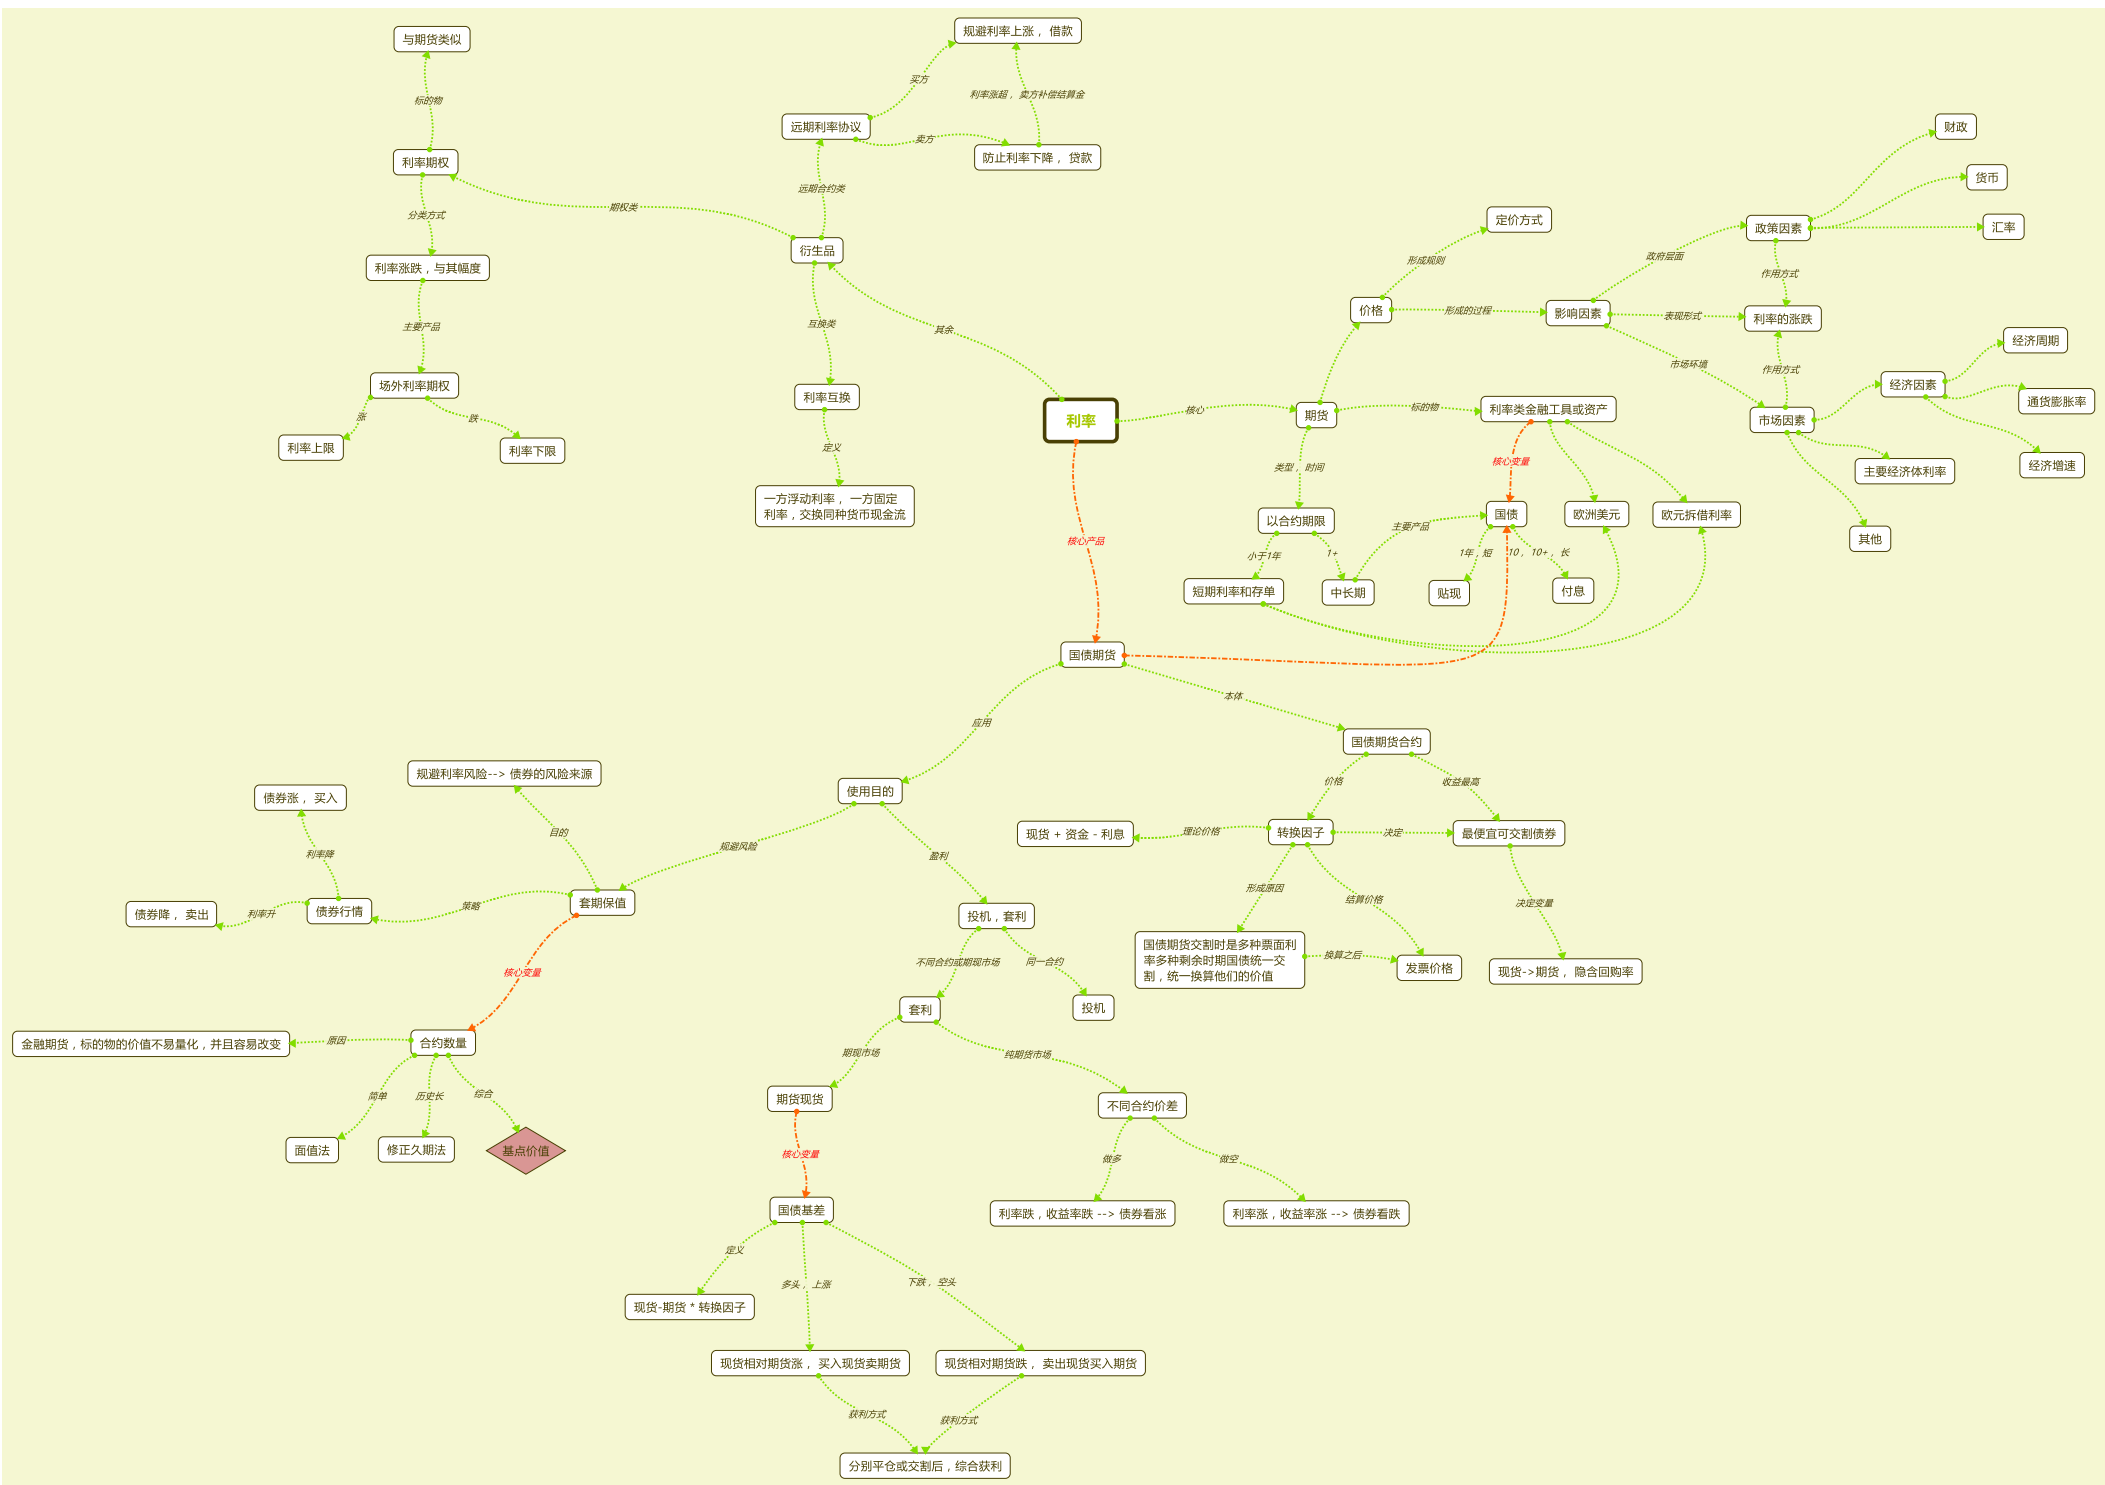 与期货类似
规避利率上涨， 借款
标的物
买方
利率涨超， 卖方补偿结算金
远期利率协议
卖方
防止利率下降， 贷款
利率期权
远期合约类
分类方式
期权类
衍生品
利率涨跌，与其幅度
互换类
其余
主要产品
场外利率期权
涨
跌
利率上限
利率下限
利率互换
定义
一方浮动利率， 一方固定
利率，交换同种货币现金流
利率
核心
核心产品
财政
货币
汇率
定价方式
政策因素
政府层面
形成规则
作用方式
价格
形成的过程
影响因素
表现形式
利率的涨跌
市场环境
作用方式
经济周期
经济因素
通货膨胀率
经济增速
市场因素
主要经济体利率
其他
期货
标的物
利率类金融工具或资产
类型， 时间
核心变量
以合约期限
主要产品
国债
欧洲美元
欧元拆借利率
小于1年
1+
1年，短
10， 10+， 长
短期利率和存单
中长期
贴现
付息
国债期货
应用
本体
国债期货合约
价格
收益最高
现货 + 资金 - 利息
理论价格
转换因子
决定
最便宜可交割债券
形成原因
结算价格
决定变量
国债期货交割时是多种票面利
率多种剩余时期国债统一交
割，统一换算他们的价值
换算之后
发票价格
现货->期货， 隐含回购率
使用目的
规避利率风险--> 债券的风险来源
债券涨， 买入
目的
规避风险
盈利
利率降
策略
套期保值
债券降， 卖出
利率升
债券行情
投机，套利
核心变量
不同合约或期现市场
同一合约
套利
投机
金融期货，标的物的价值不易量化，并且容易改变
原因
合约数量
简单
历史长
综合
面值法
修正久期法
基点价值
期现市场
纯期货市场
期货现货
不同合约价差
核心变量
做多
做空
国债基差
利率跌，收益率跌 --> 债券看涨
利率涨，收益率涨 --> 债券看跌
定义
多头， 上涨
下跌， 空头
现货-期货 * 转换因子
现货相对期货涨， 买入现货卖期货
现货相对期货跌， 卖出现货买入期货
获利方式
获利方式
分别平仓或交割后，综合获利